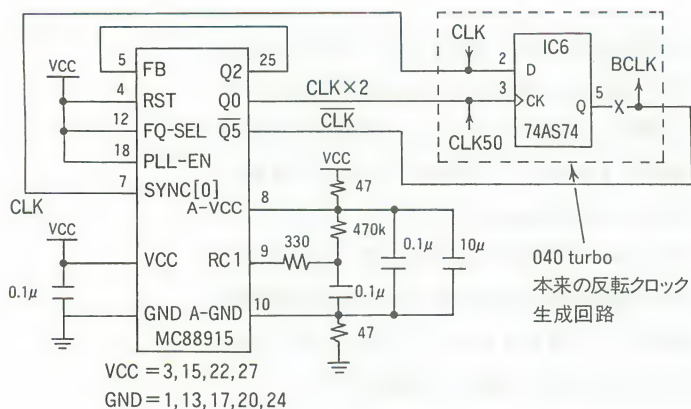 CLK
IC6
BCLK
5
FB
Q2
25
VCC
4
RST
Q0
CLK×2
2
D
3
CK
Q
5
X
12
FQ-SEL
Q5
CLK
CLK50
74AS74
18
PLL-EN
VCC
7
SYNC[0]
47
CLK
A-VCC
8
470k
VCC
330
0.1μ
10μ
VCC
RC1
9
0.1μ
0.1μ
GND
A-GND
10
47
MC88915
040 turbo
本来の反転クロック
生成回路
VCC=3,15,22,27
GND=1,13,17,20,24